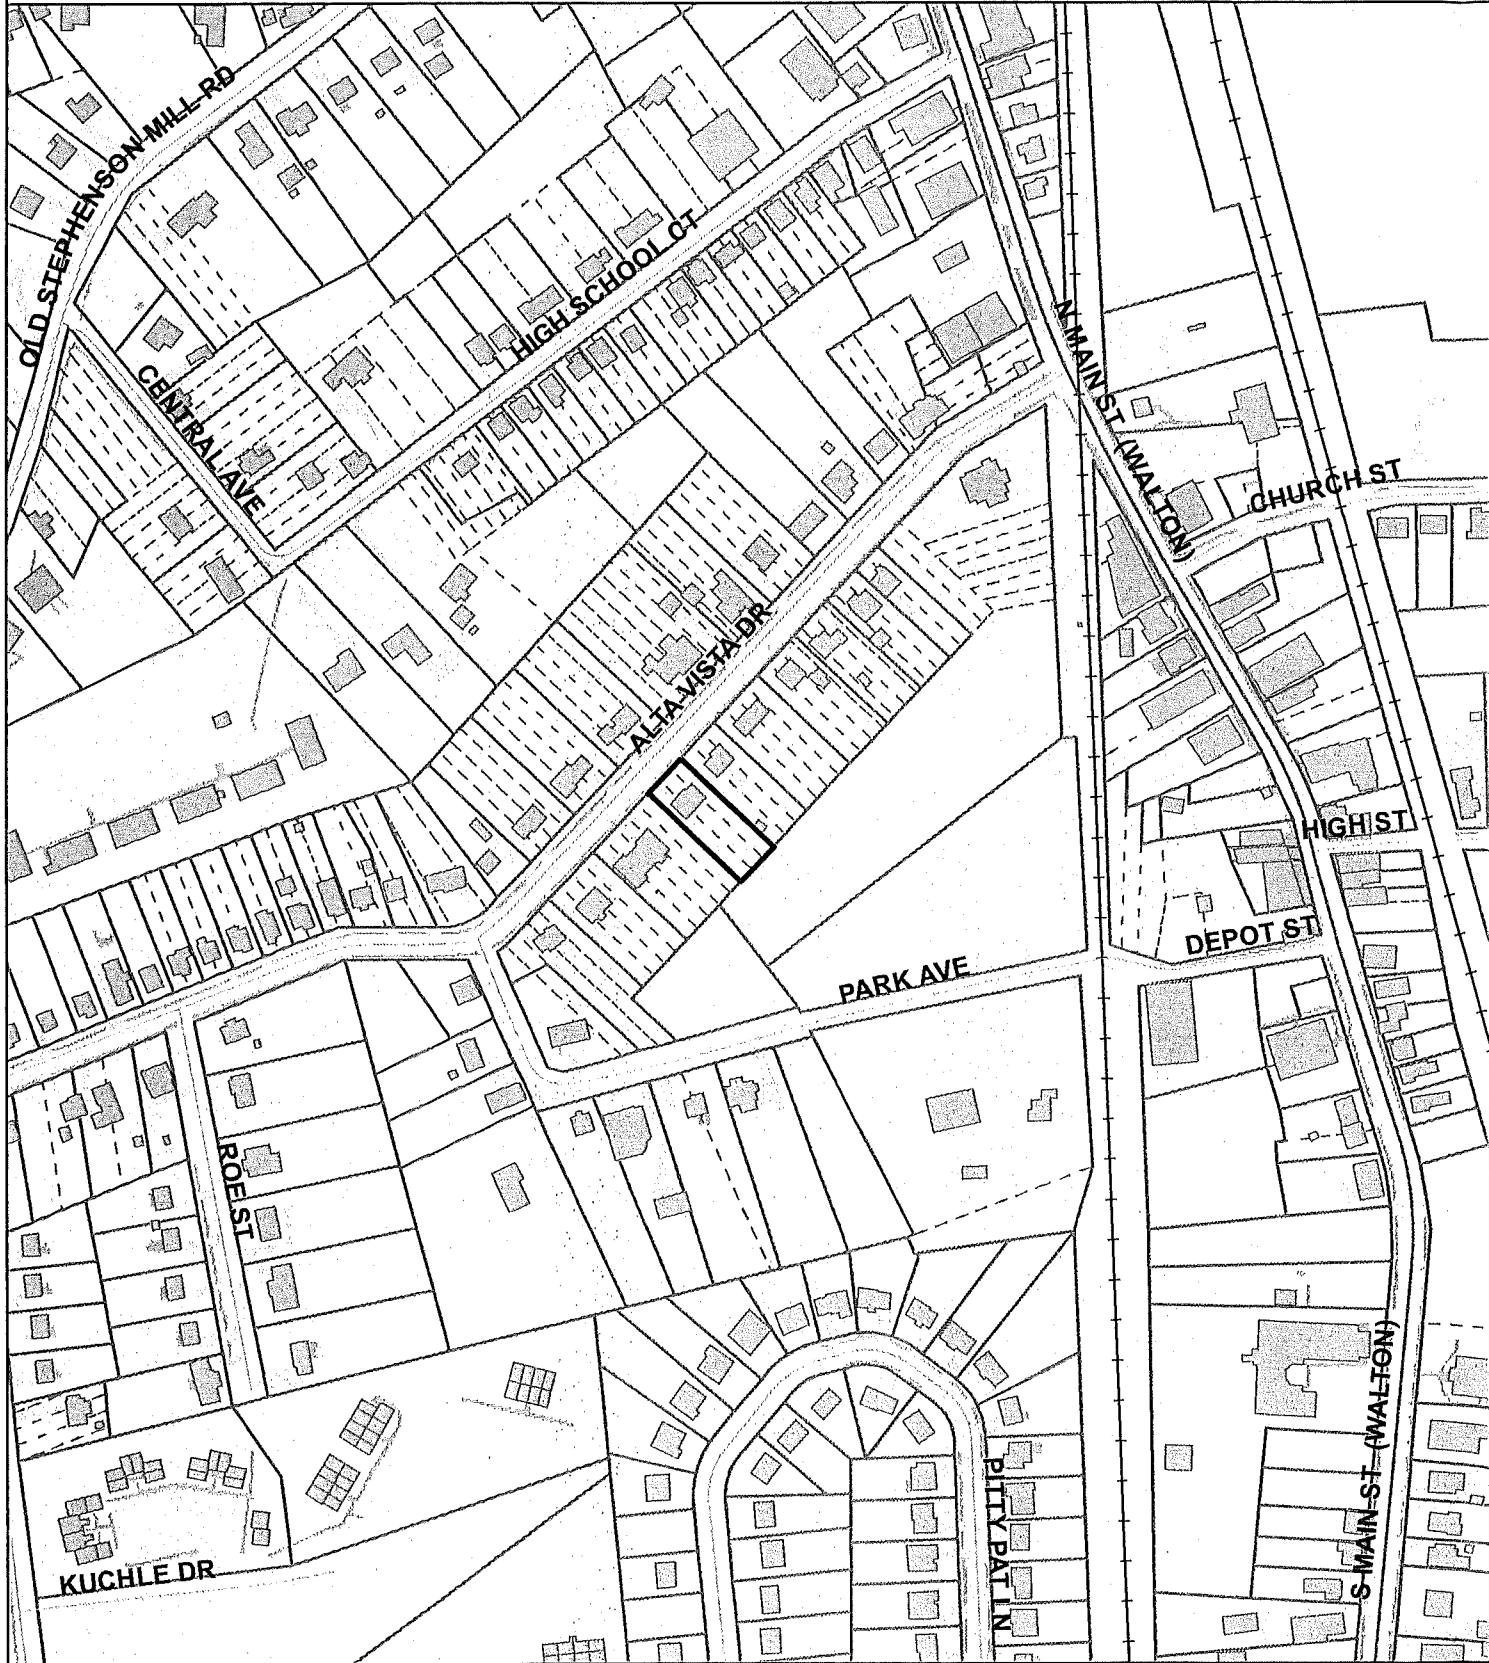 OLD STEPHENSON MILL RD
HIGH SCHOOL CT
CENTRAL AVE
N MAIN ST (WALTON)
CHURCH ST
ALTA VISTA DR
HIGH ST
DEPOT ST
PARK AVE
ROE ST
S MAIN ST (WALTON)
PITTY PAT LN
KUCHLE DR